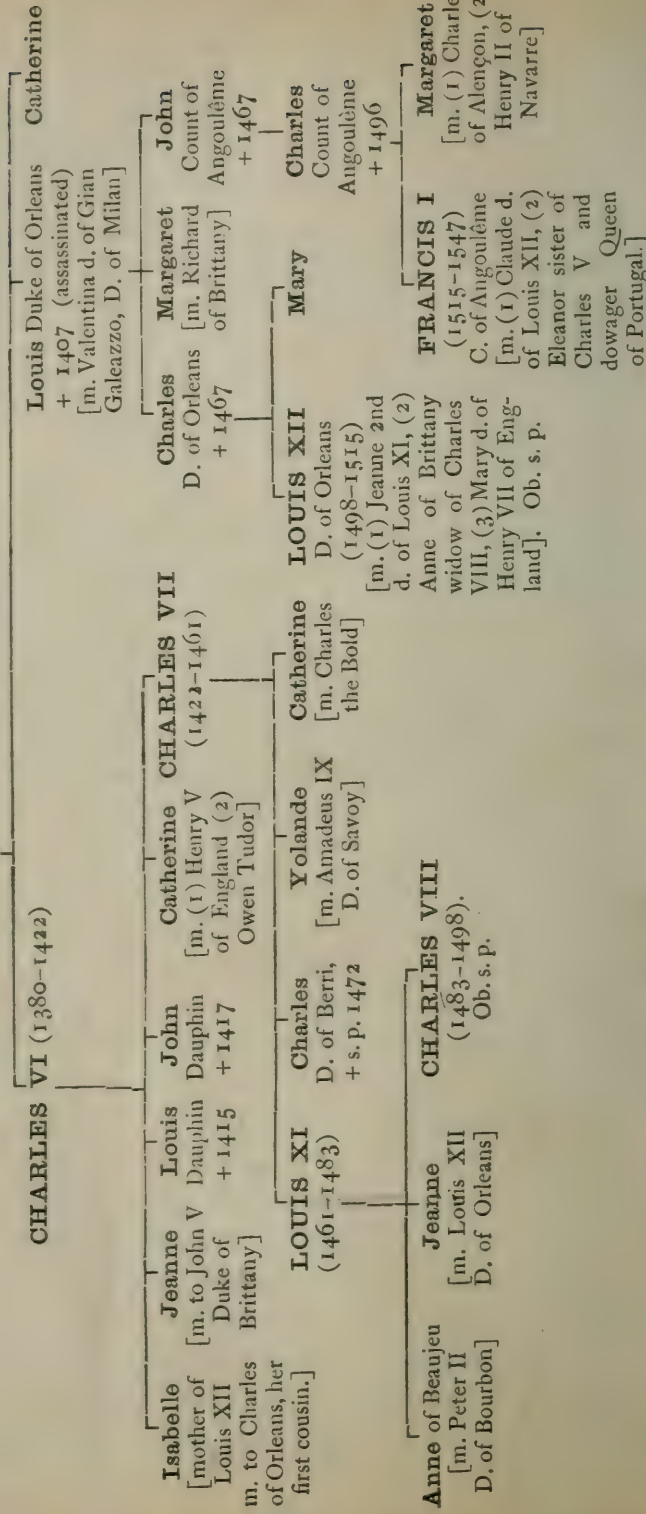 CHARLES VI (1380-1422)
Louis Duke of Orleans
+ 1407 (assassinated)
[m. Valentina d. of Gian
Galeazzo, D. of Milan]
Catherine
Isabelle
[mother of
Louis XII
m. to Charles
of Orleans, her
first cousin.]
Jeanne
[m. to John V
Duke of
Brittany]
Louis
Dauphin
+1415
John
Dauphin
+1417
Catherine
[m. (1) Henry V
of England (2)
Owen Tudor]
CHARLES VII
(1422-1461)
Charles
D. of Orleans
+ 1467
Margaret
[m. Richard
of Brittany]
John
Count of
Angoulême
+ 1467
LOUIS XI
(1461-1483)
Charles
D. of Berri,
+ s. p. 1472
Yolande
[m. Amadeus IX
D. of Savoy]
Catherine
[m. Charles
the Bold]
LOUIS XII
D. of Orleans
(1498-1515)
[m. (1) Jeanne 2nd
d. of Louis XI, (2)
Anne of Brittany
widow of Charles
VIII, (3) Mary d. of
Henry VII of Eng-
land]. Ob. s. p.
Mary
Charles
Count of
Angoulême
+ 1496
Anne of Beaujeu
[m. Peter II
D. of Bourbon]
Jeanne
[m. Louis XII
D. of Orleans]
CHARLES VIII
(1483-1498).
Ob. s. p.
FRANCIS I
(1515-1547)
C. of Angoulême
[m. (1) Claude d.
of Louis XII, (2)
Eleanor sister of
Charles V and
dowager Queen
of Portugal.]
Margaret
[m. (1) Charle
of Alençon, (2
Henry II of
Navarre]